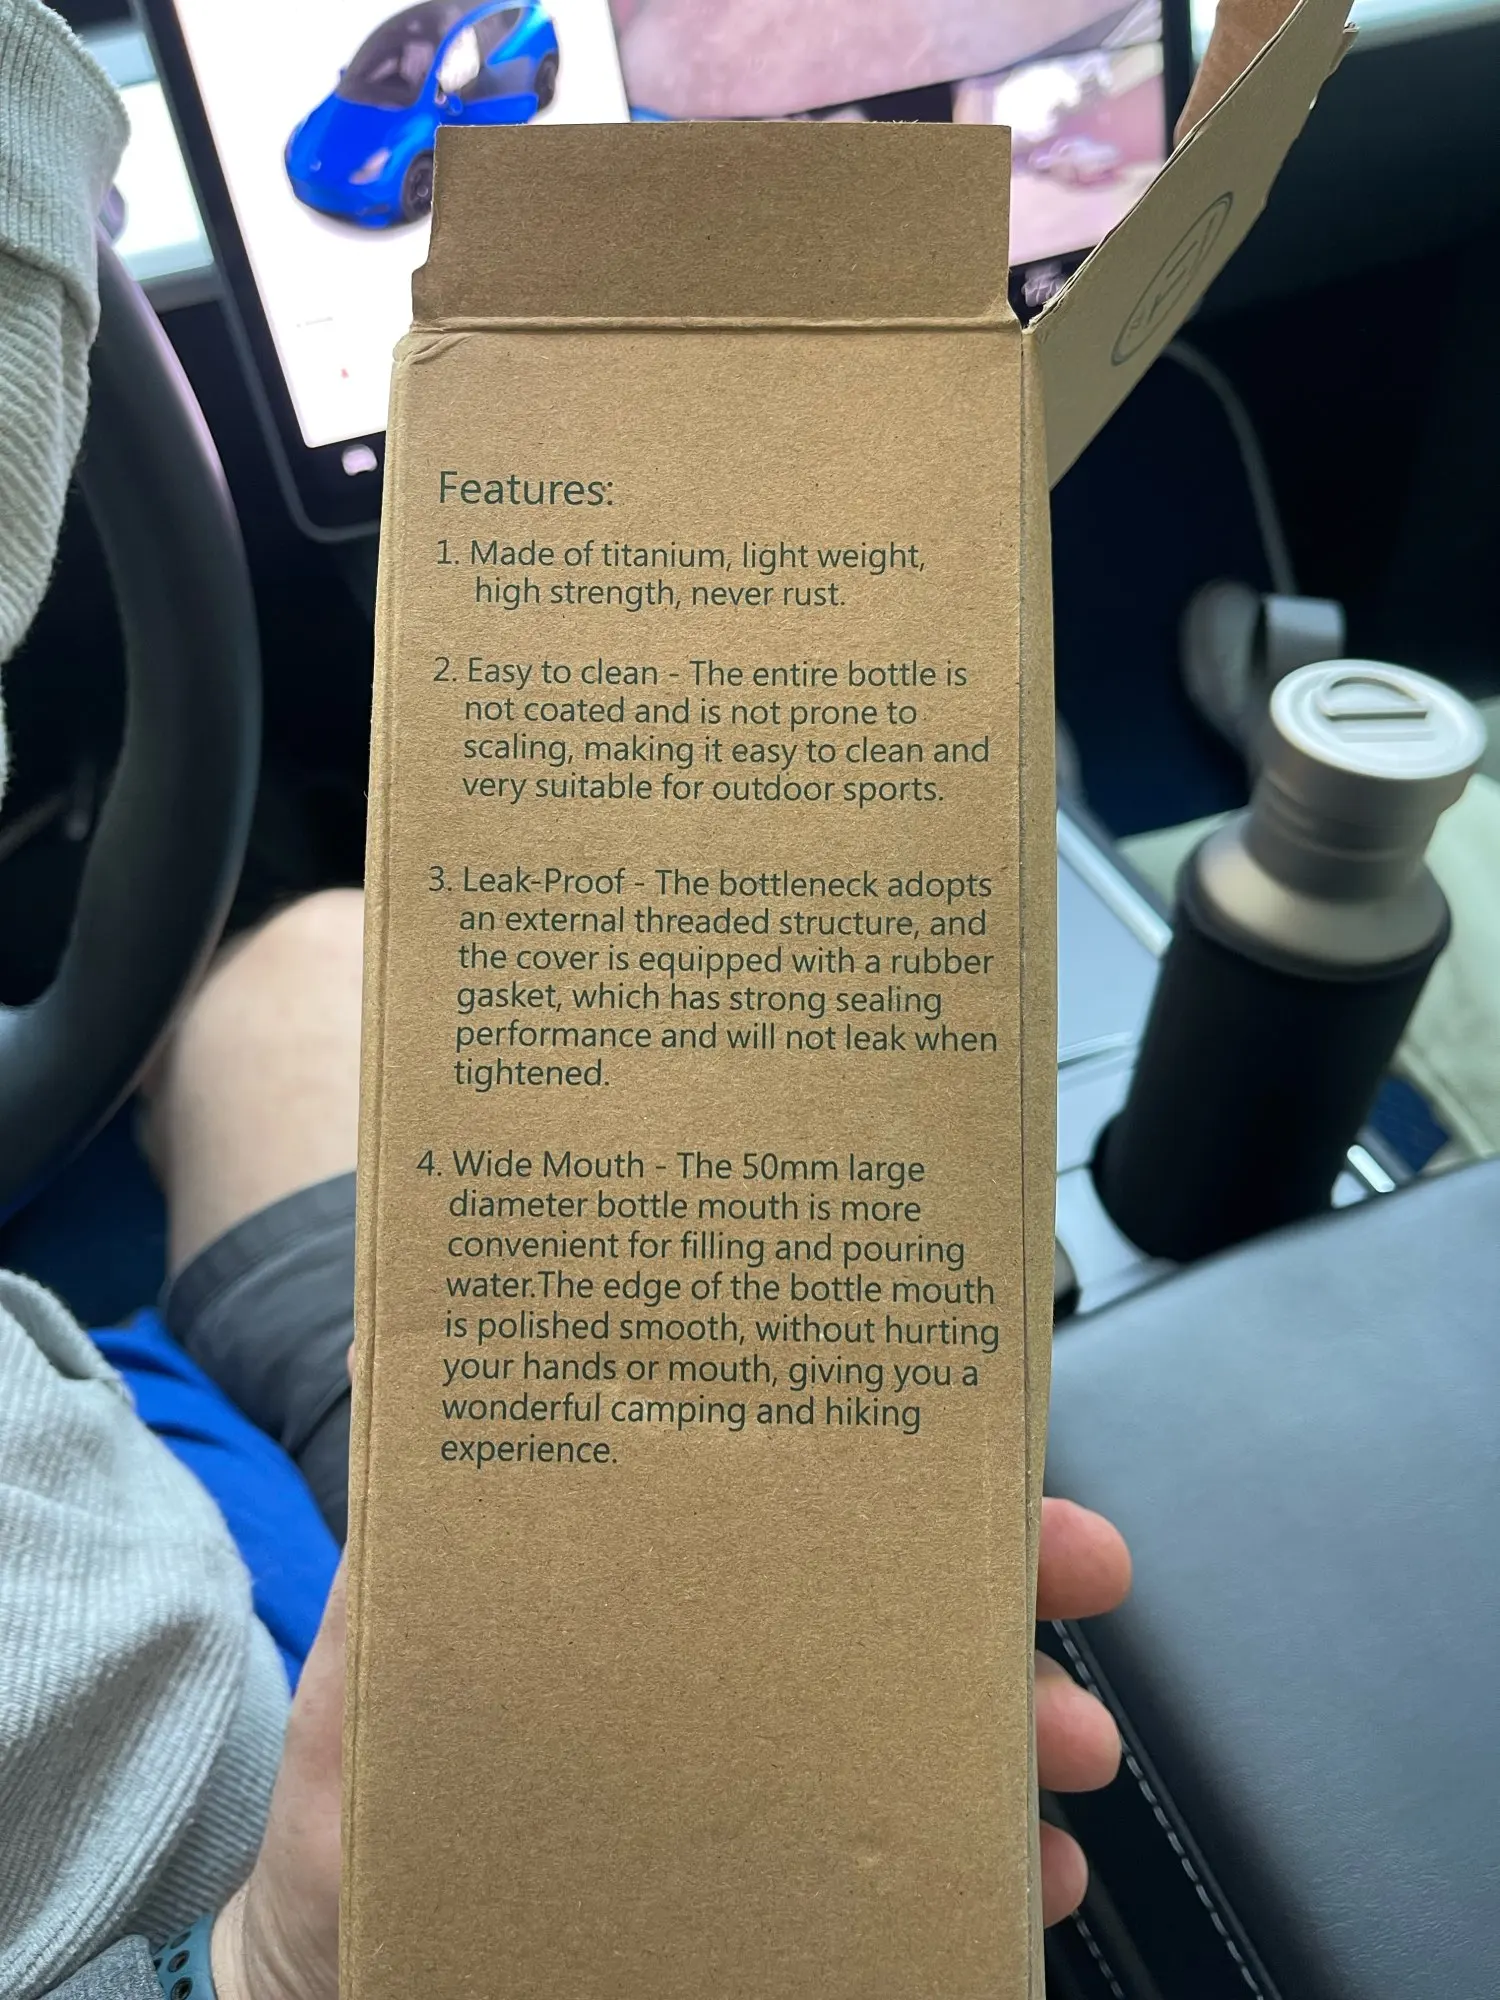 Features:
1. Made of titanium, light weight,
high strength, never rust.
2. Easy to clean - The entire bottle is
not coated and is not prone to
scaling, making it easy to clean and
very suitable for outdoor sports.
3. Leak-Proof - The bottleneck adopts
an external threaded structure, and
the cover is equipped with a rubber
gasket, which has strong sealing
performance and will not leak when
tightened.
4. Wide Mouth - The 50mm large
diameter bottle mouth is more
convenient for filling and pouring
water.The edge of the bottle mouth
is polished smooth, without hurting
your hands or mouth, giving you a
wonderful camping and hiking
experience.